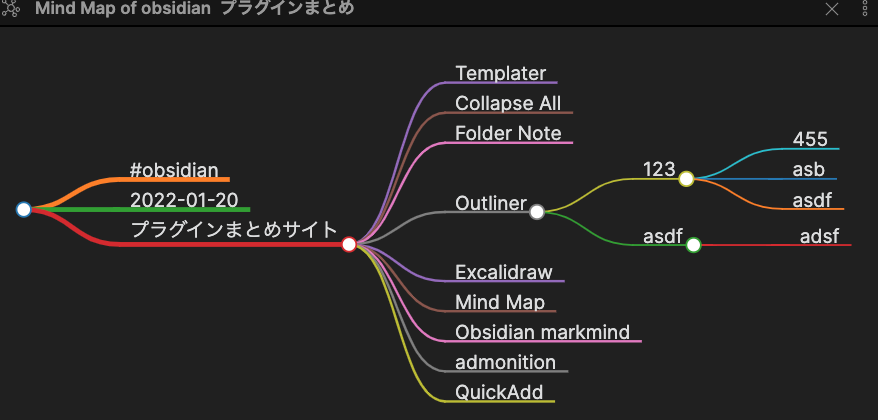 Mind Map of obsidian プラグインまとめ
#obsidian
2022-01-20
プラグインまとめサイト
Templater
Collapse All
Folder Note
Outliner
123
455
asb
asdf
asdf
adsf
Excalidraw
Mind Map
Obsidian markmind
admonition
QuickAdd